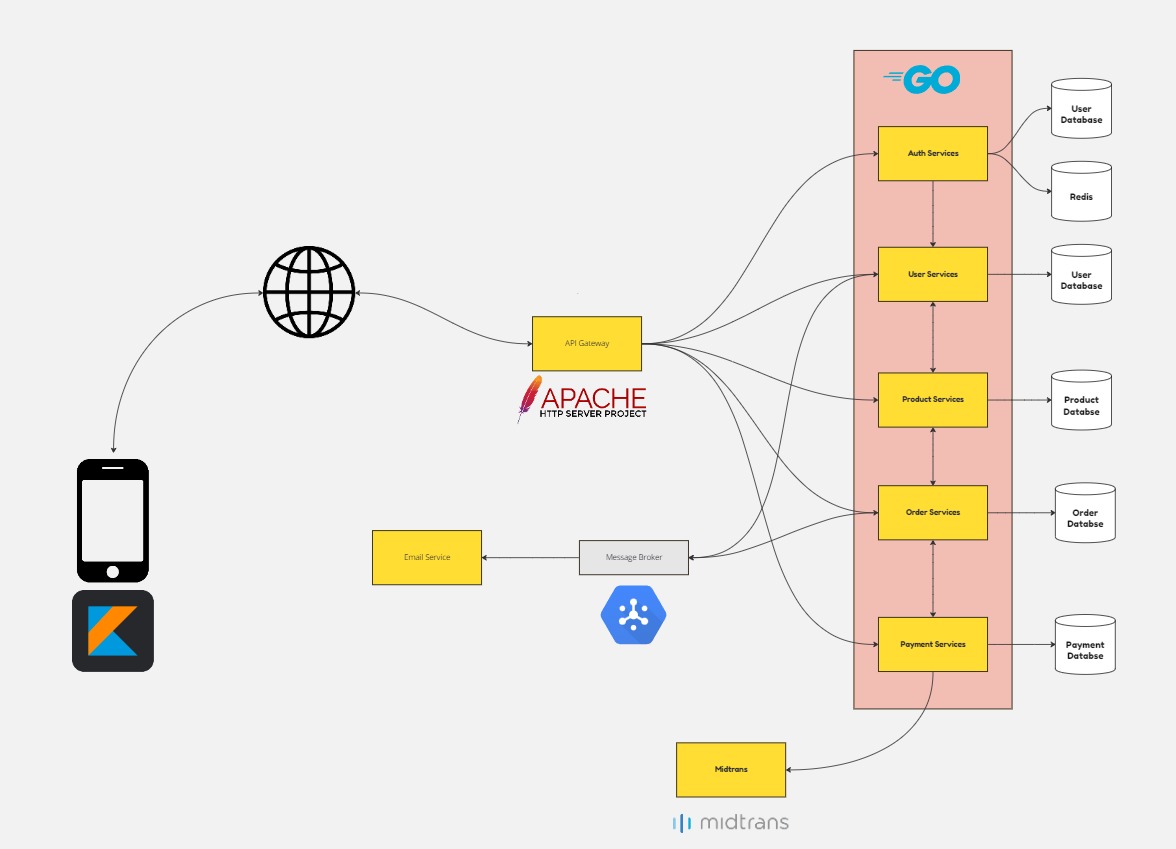 GO
Auth Services
User
Database
Redis
User Services
User
Database
API Gateway
APACHE
HTTP SERVER PROJECT
Product Services
Product
Databse
Order Services
Order
Databse
Email Service
Message Broker
Payment Services
Payment
Databse
Midtrans
midtrans